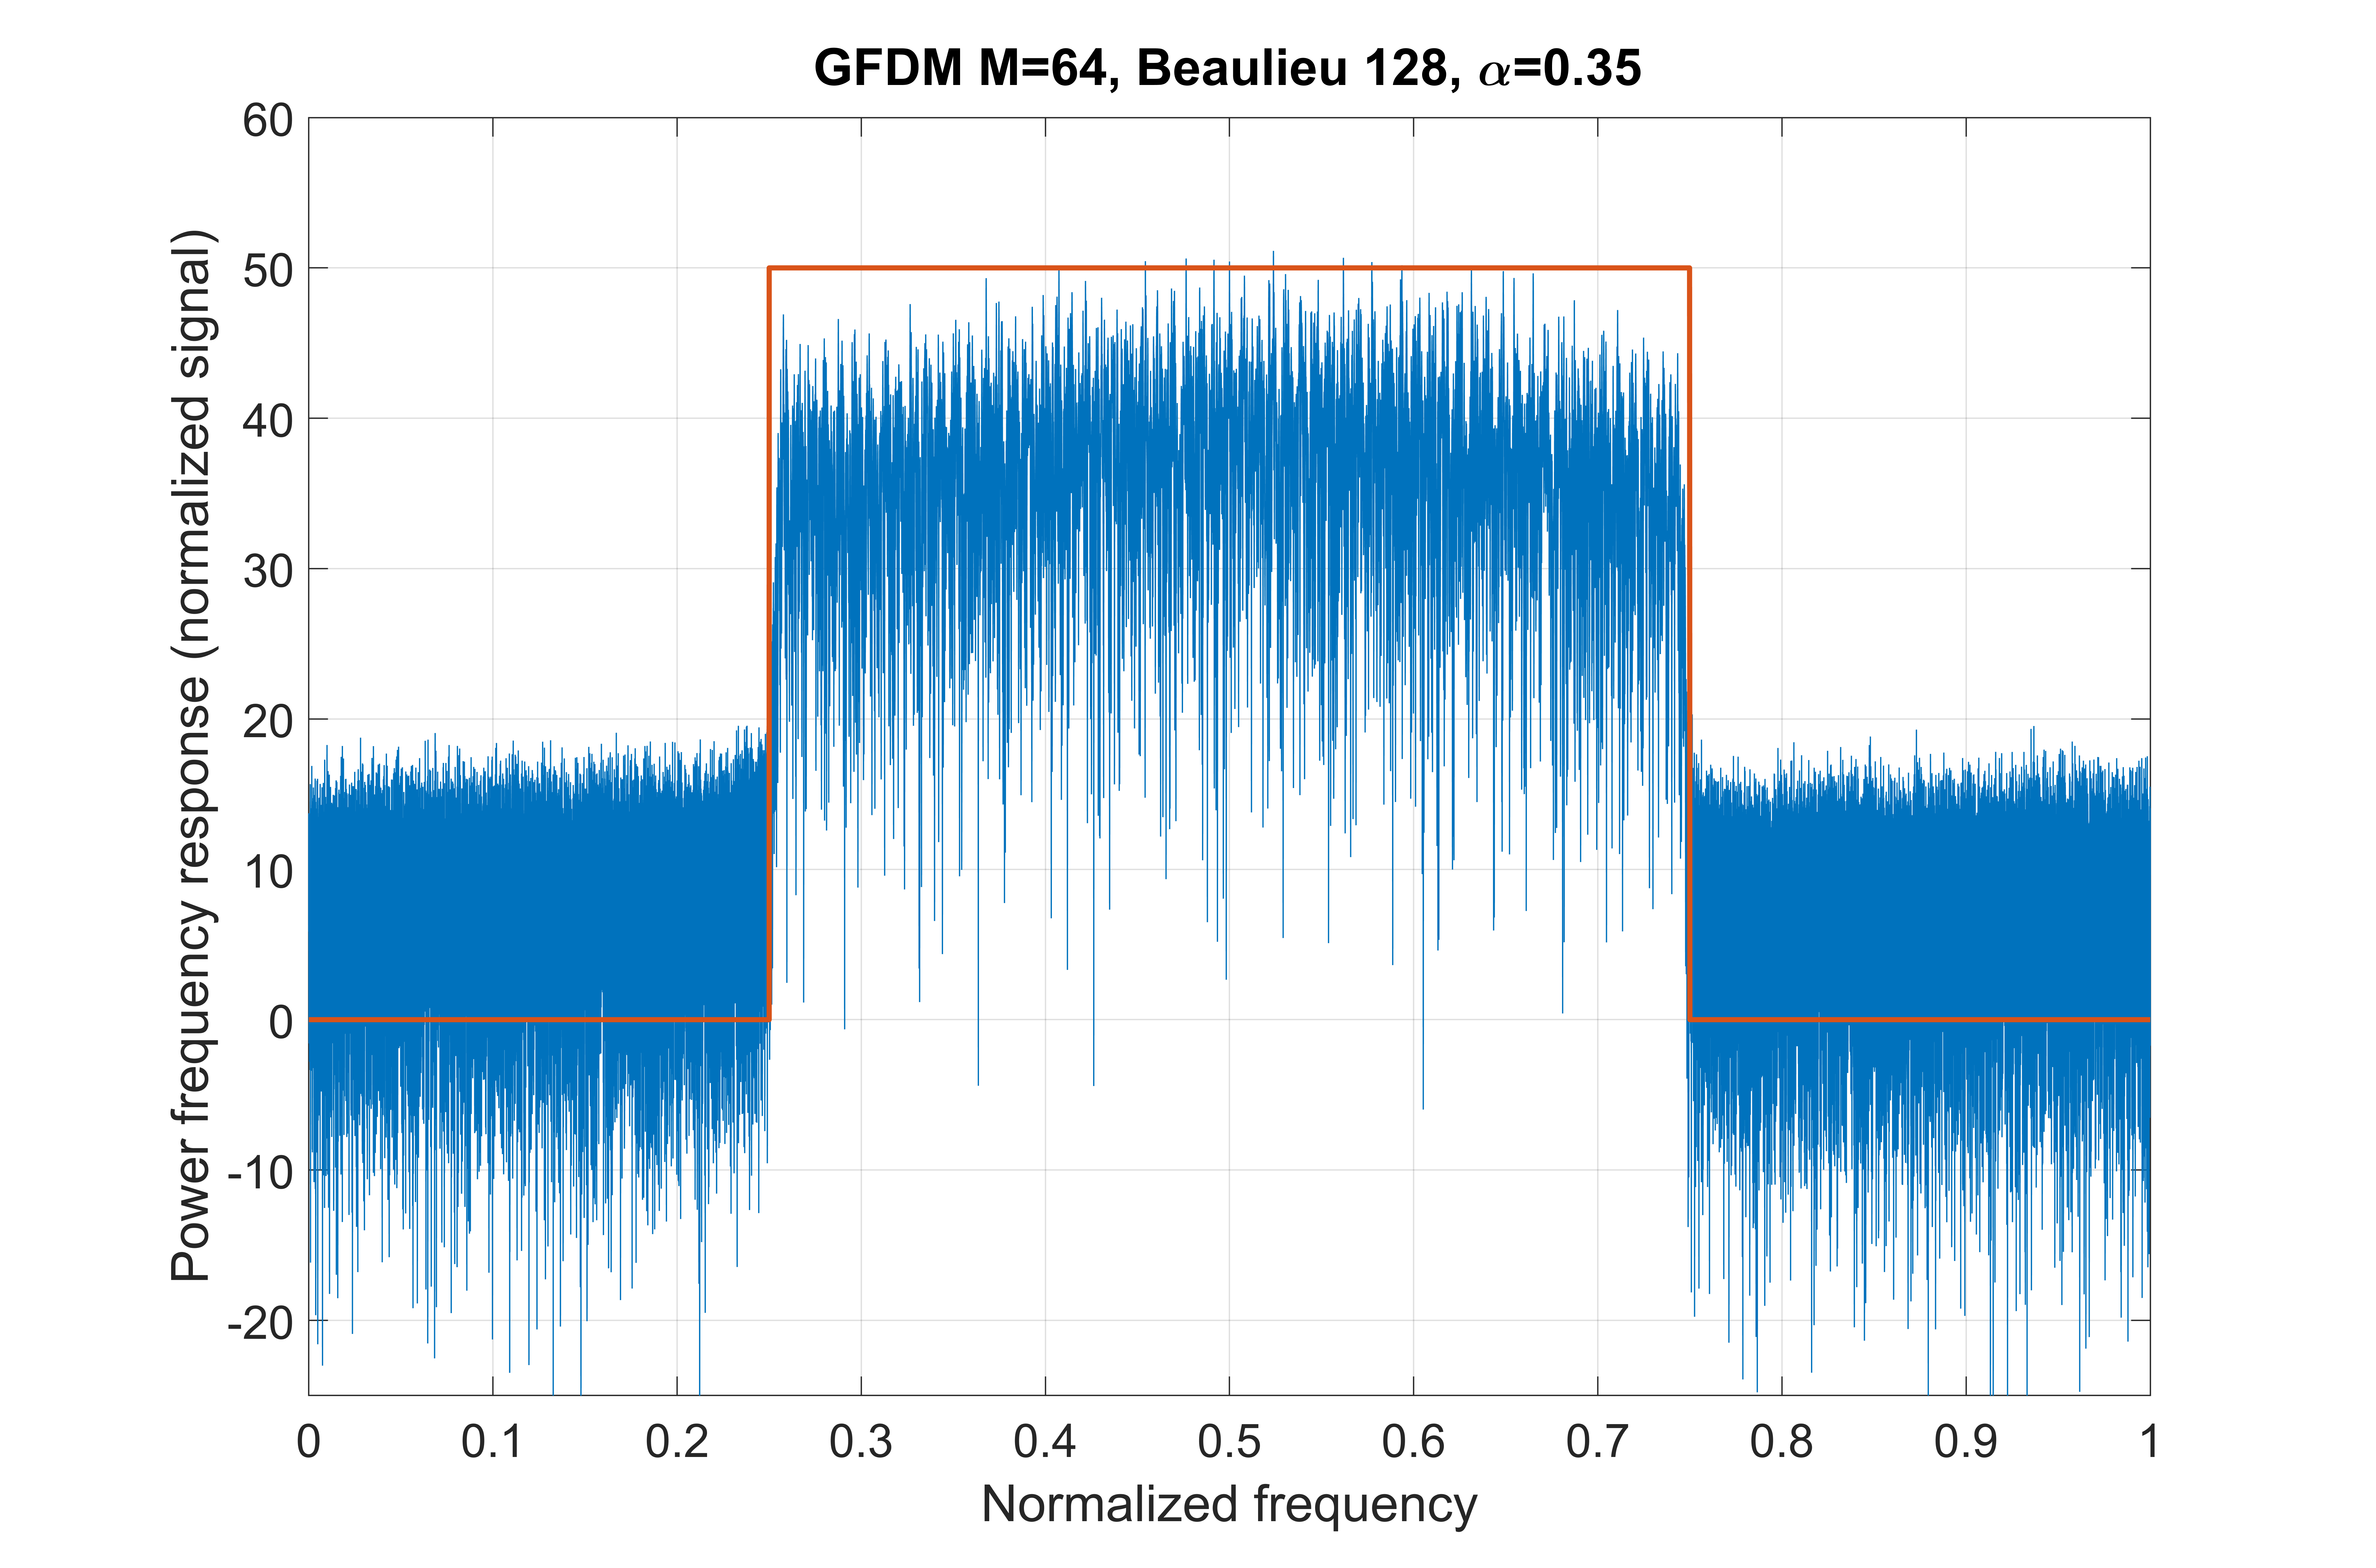 GFDM M=64, Beaulieu 128, α=0.35
Power frequency response (normalized signal)
60
50
40
30
20
10
0
-10
-20
0 0.1 0.2 0.3 0.4 0.5 0.6 0.7 0.8 0.9 1
Normalized frequency